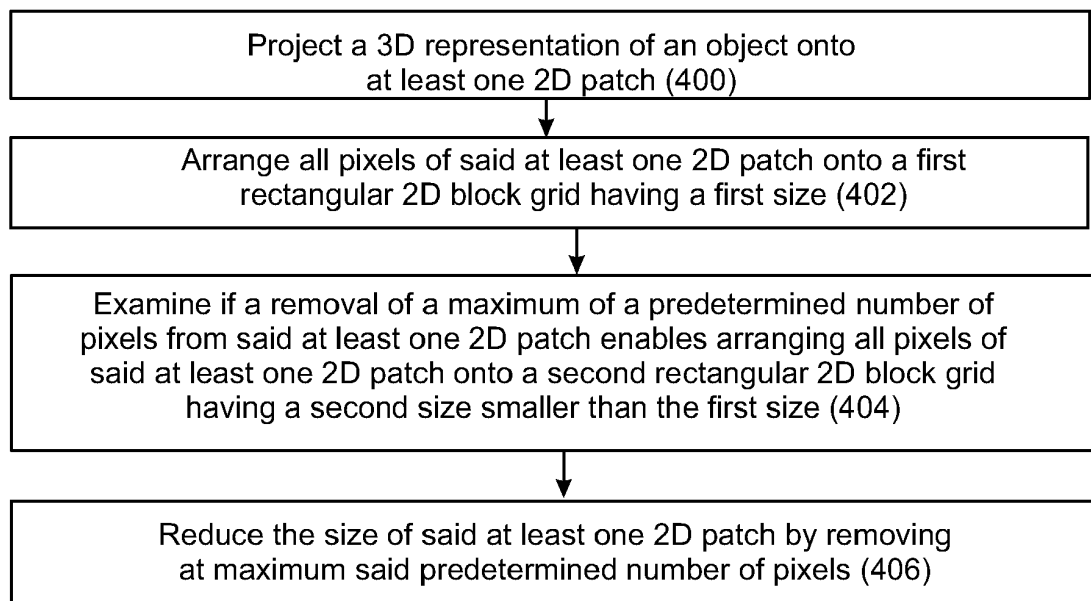 Project a 3D representation of an object onto
at least one 2D patch (400)
Arrange all pixels of said at least one 2D patch onto a first
rectangular 2D block grid having a first size (402)
Examine if a removal of a maximum of a predetermined number of
pixels from said at least one 2D patch enables arranging all pixels of
said at least one 2D patch onto a second rectangular 2D block grid
having a second size smaller than the first size (404)
Reduce the size of said at least one 2D patch by removing
at maximum said predetermined number of pixels (406)